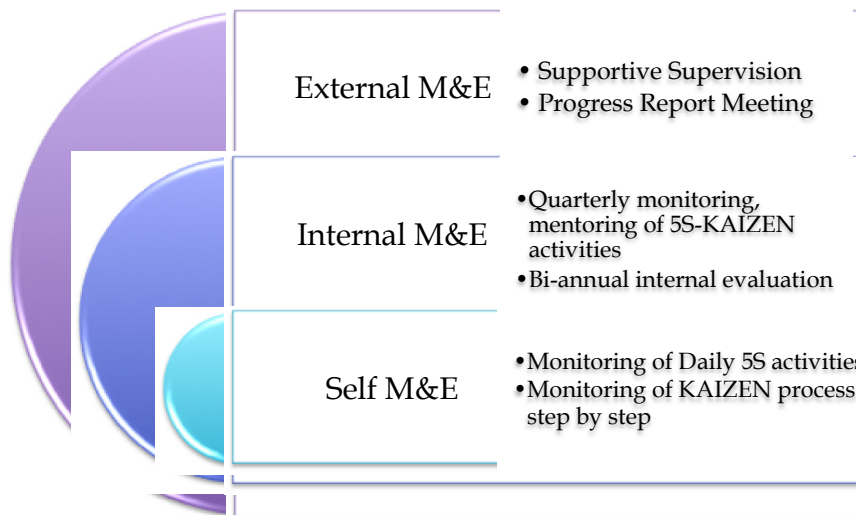 External M&E
• Supportive Supervision
• Progress Report Meeting
Internal M&E
•Quarterly monitoring,
mentoring of 5S-KAIZEN
activities
•Bi-annual internal evaluation
Self M&E
•Monitoring of Daily 5S activities
•Monitoring of KAIZEN process
step by step